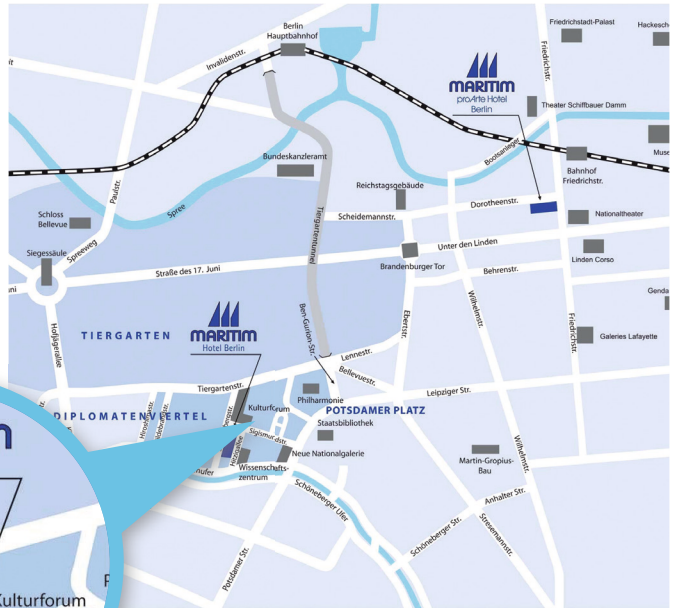 Friedrichstadt-Palast
Berlin
Hauptbahnhof
Invalidenstr.
Friedrichstr.
MARITIM
proArte Hotel
Berlin
Theater Schiffbauer Damm
Bootsanleger
Bahnhof
Friedrichstr.
Bundeskanzleramt
Paulstr.
Reichstagsgebäude
Dorotheenstr.
Nationaltheater
Spree
Scheidemannstr.
Schloss
Bellevue
Tiergartentunnel
Siegessäule
Spreeweg
Unter den Linden
Linden Corso
Straße des 17. Juni
Brandenburger Tor
Behrenstr.
Hofjägerallee
Ben-Gurion-Str.
Ebertstr.
Wilhelmstr.
Friedrichstr.
Galeries Lafayette
TIERGARTEN
MARITIM
Hotel Berlin
Lennestr.
Bellevuestr.
Tiergartenstr.
Philharmonie
Leipziger Str.
DIPLOMATENVIERTEL
Kulturforum
POTSDAMER PLATZ
Staatsbibliothek
Sigismundstr.
Neue Nationalgalerie
Hitzigallee
Wissenschafts-
zentrum
Martin-Gropius-
Bau
Wilhelmstr.
Schöneberger Ufer
Anhalter Str.
Schöneberger Str.
Stresemannstr.
Potsdamer Str.
Kulturforum